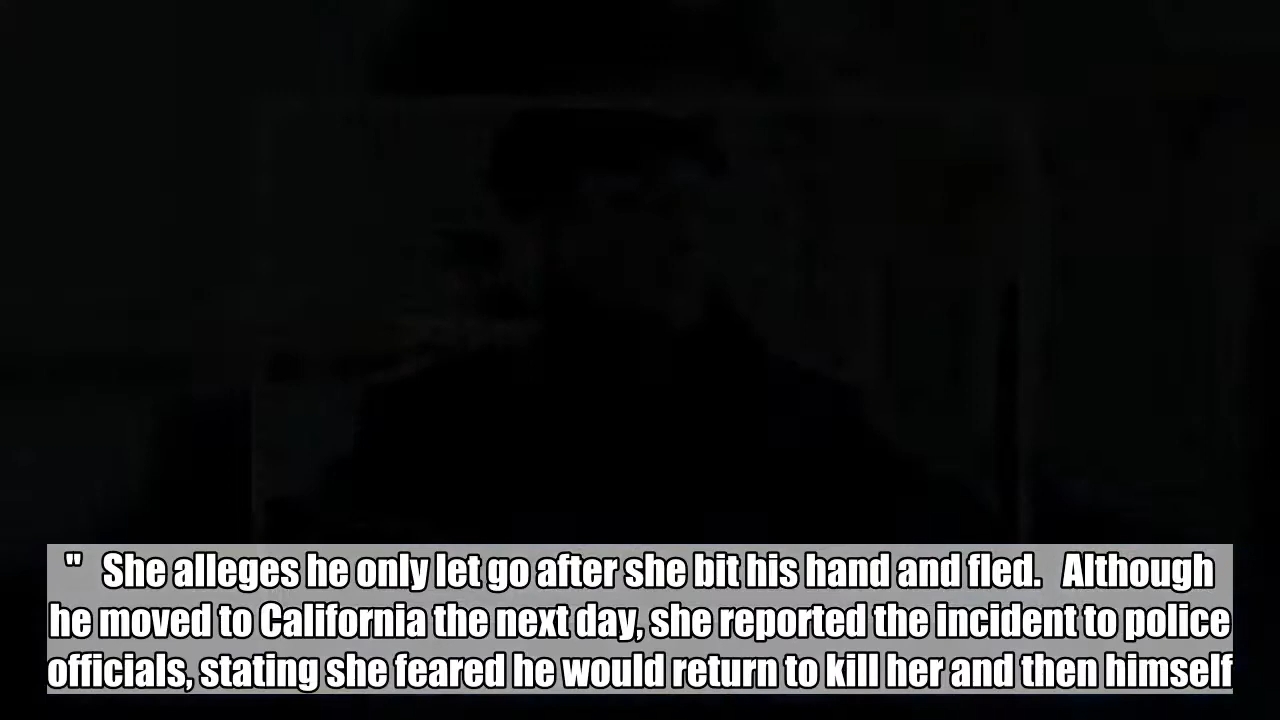 "   She alleges he only let go after she bit his hand and fled.   Although
he moved to California the next day, she reported the incident to police
officials, stating she feared he would return to kill her and then himself